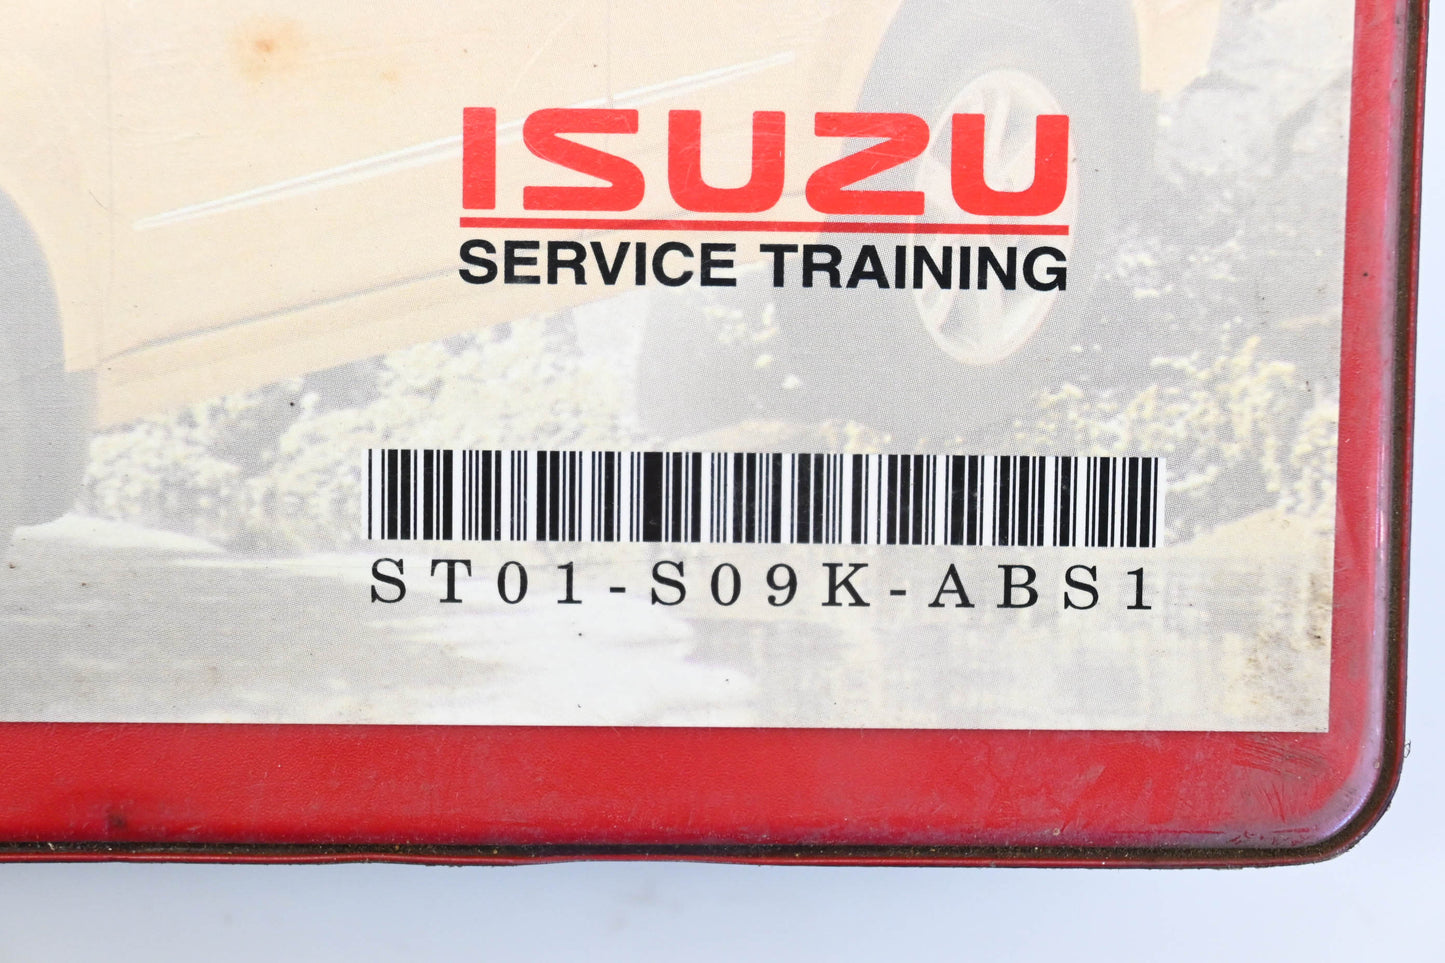 ISUZU
SERVICE TRAINING
ST01-S09K-ABS1